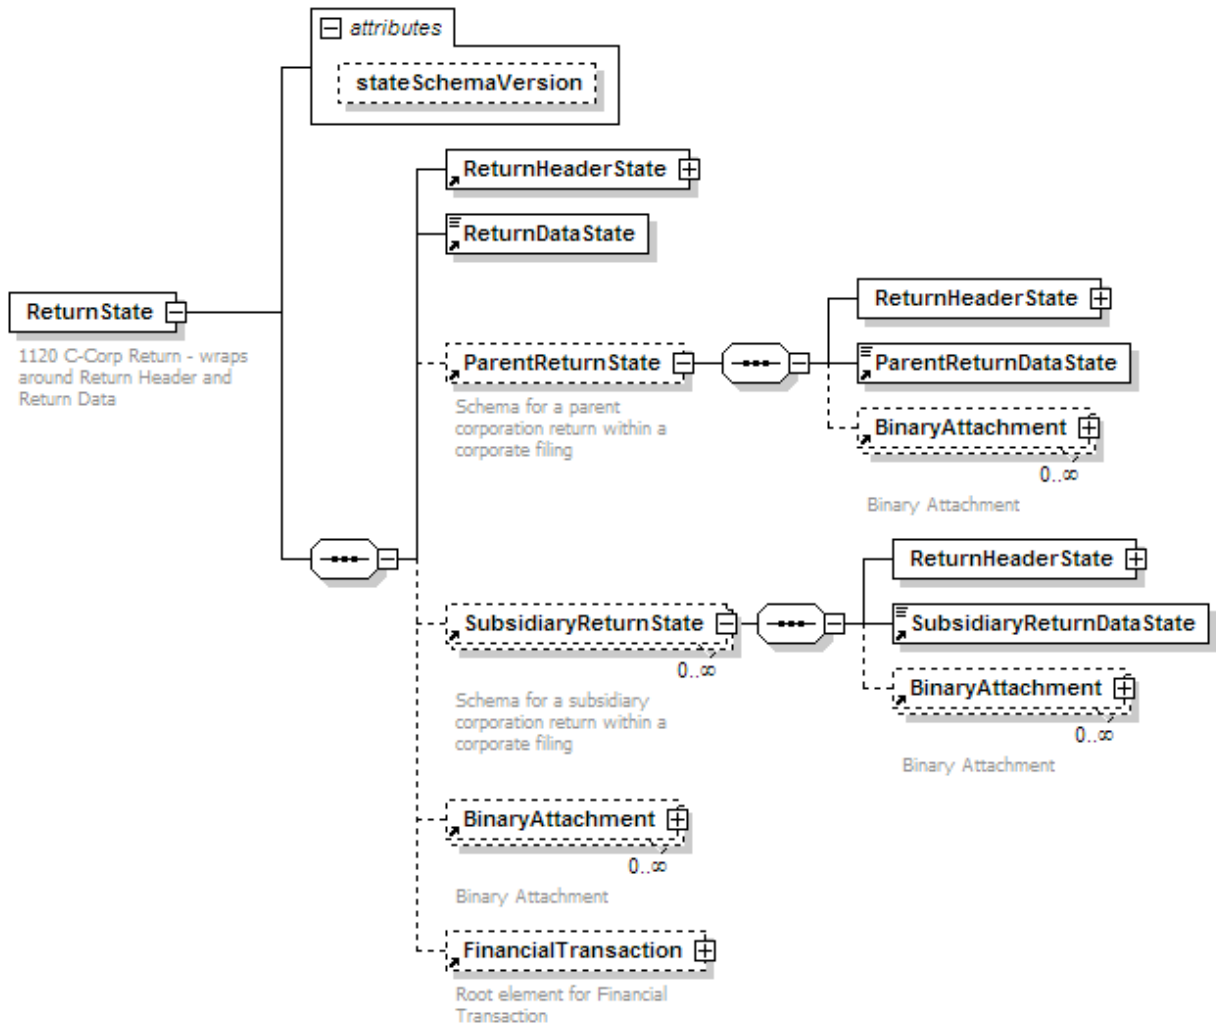 attributes
stateSchemaVersion
ReturnHeaderState
ReturnDataState
ReturnState
1120 C-Corp Return - wraps
around Return Header and
Return Data
ParentReturnState
Schema for a parent
corporation return within a
corporate filing
ReturnHeaderState
ParentReturnDataState
BinaryAttachment
0..∞
Binary Attachment
SubsidiaryReturnState
0..∞
Schema for a subsidiary
corporation return within a
corporate filing
ReturnHeaderState
SubsidiaryReturnDataState
BinaryAttachment
0..∞
Binary Attachment
BinaryAttachment
0..∞
Binary Attachment
FinancialTransaction
Root element for Financial
Transaction